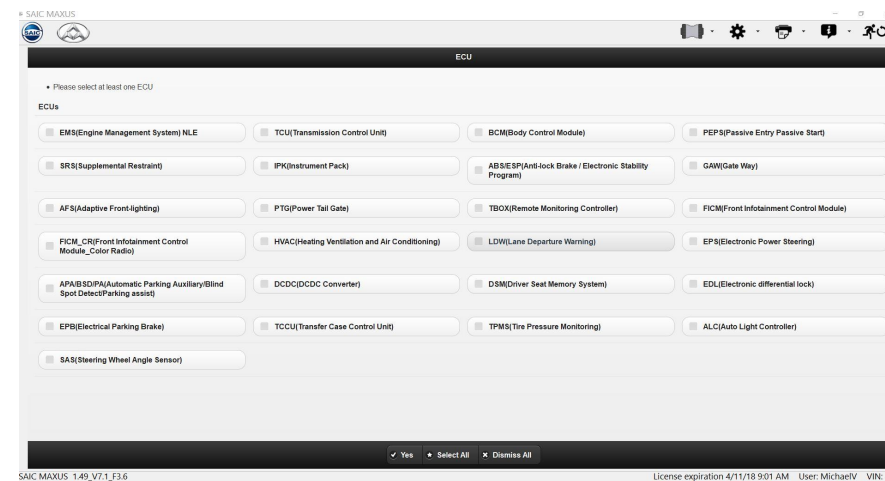 SAIC MAXUS
SAIC
ECU
Please select at least one ECU
ECUs
EMS(Engine Management System) NLE
TCU(Transmission Control Unit)
BCM(Body Control Module)
PEPS(Passive Entry Passive Start)
SRS(Supplemental Restraint)
IPK(Instrument Pack)
ABS/ESP(Anti-lock Brake / Electronic Stability
Program)
GAW(Gate Way)
AFS(Adaptive Front-lighting)
PTG(Power Tail Gate)
TBOX(Remote Monitoring Controller)
FICM(Front Infotainment Control Module)
FICM_CR(Front Infotainment Control
Module_Color Radio)
HVAC(Heating Ventilation and Air Conditioning)
LDW(Lane Departure Warning)
EPS(Electronic Power Steering)
APA/BSD/PA(Automatic Parking Auxiliary/Blind
Spot Detect/Parking assist)
DCDC(DCDC Converter)
DSM(Driver Seat Memory System)
EDL(Electronic differential lock)
EPB(Electrical Parking Brake)
TCCU(Transfer Case Control Unit)
TPMS(Tire Pressure Monitoring)
ALC(Auto Light Controller)
SAS(Steering Wheel Angle Sensor)
Yes Select All Dismiss All
SAIC MAXUS 1.49_V7.1_F3.6
License expiration 4/11/18 9:01 AM User: MichaelV VIN: